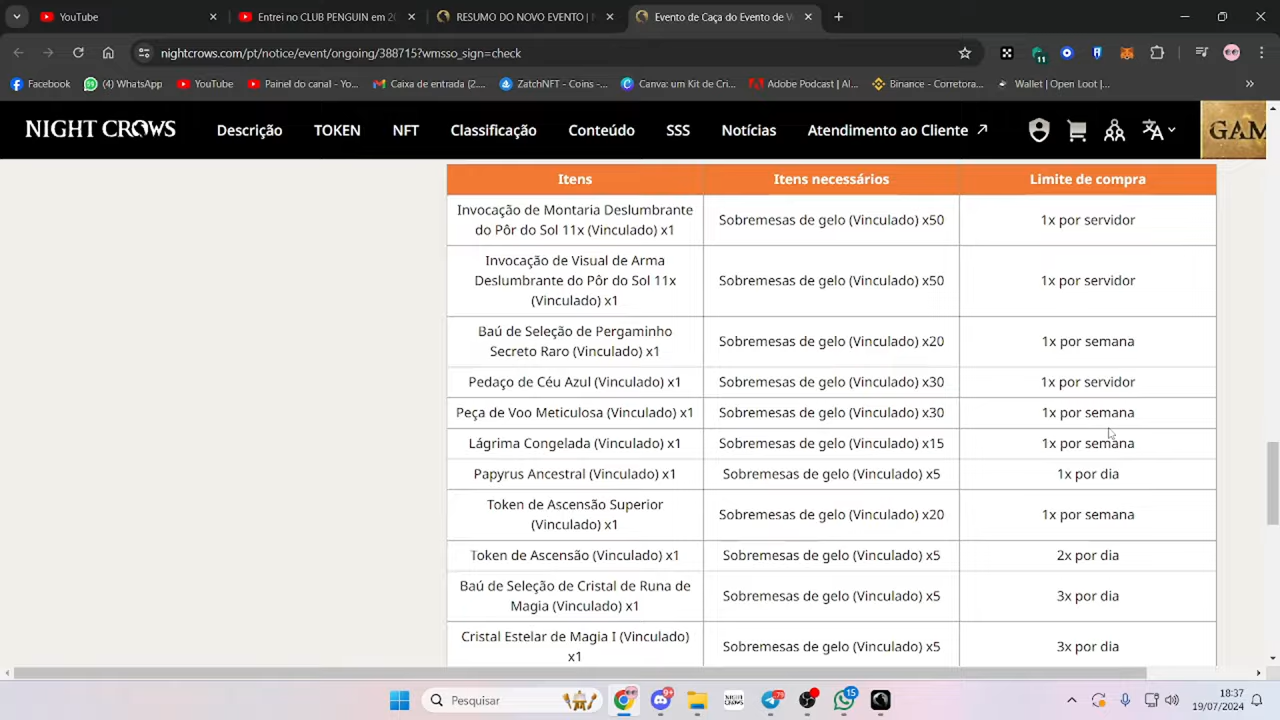 YouTube
Entrei no CLUB PENGUIN em 20
RESUMO DO NOVO EVENTO | N
Evento de Caça do Evento de V
nightcrows.com/pt/notice/event/ongoing/388715?wmsso_sign=check
11
Facebook
(4) WhatsApp
YouTube
Painel do canal - Yo...
Caixa de entrada (2....
ZatchNFT - Coins -...
Canva: um Kit de Cri...
Adobe Podcast | AI...
Binance - Corretora...
Wallet | Open Loot |...
NIGHT CROWS
Descrição
TOKEN
NFT
Classificação
Conteúdo
SSS
Notícias
Atendimento ao Cliente
GAM
Itens
Itens necessários
Limite de compra
Invocação de Montaria Deslumbrante
do Pôr do Sol 11x (Vinculado) x1
Sobremesas de gelo (Vinculado) x50
1x por servidor
Invocação de Visual de Arma
Deslumbrante do Pôr do Sol 11x
(Vinculado) x1
Sobremesas de gelo (Vinculado) x50
1x por servidor
Baú de Seleção de Pergaminho
Secreto Raro (Vinculado) x1
Sobremesas de gelo (Vinculado) x20
1x por semana
Pedaço de Céu Azul (Vinculado) x1
Sobremesas de gelo (Vinculado) x30
1x por servidor
Peça de Voo Meticulosa (Vinculado) x1
Sobremesas de gelo (Vinculado) x30
1x por semana
Lágrima Congelada (Vinculado) x1
Sobremesas de gelo (Vinculado) x15
1x por semana
Papyrus Ancestral (Vinculado) x1
Sobremesas de gelo (Vinculado) x5
1x por dia
Token de Ascensão Superior
(Vinculado) x1
Sobremesas de gelo (Vinculado) x20
1x por semana
Token de Ascensão (Vinculado) x1
Sobremesas de gelo (Vinculado) x5
2x por dia
Baú de Seleção de Cristal de Runa de
Magia (Vinculado) x1
Sobremesas de gelo (Vinculado) x5
3x por dia
Cristal Estelar de Magia I (Vinculado)
x1
Sobremesas de gelo (Vinculado) x5
3x por dia
Pesquisar
9+
NIGHT CROWS
15
18:37
19/07/2024